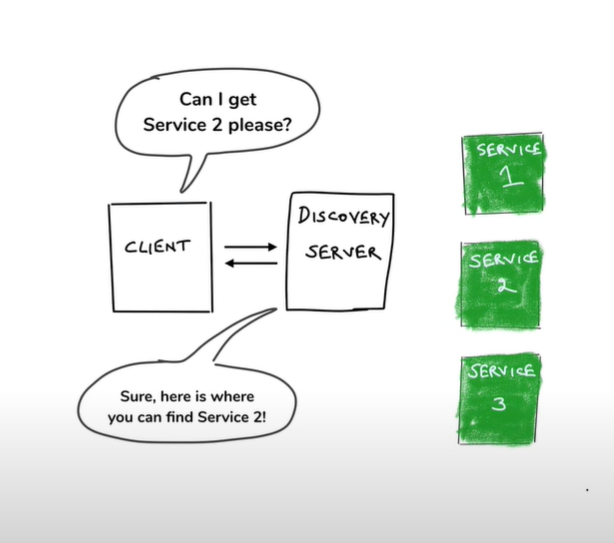 Can I get
Service 2 please?
CLIENT
DISCOVERY
SERVER
Sure, here is where
you can find Service 2!
SERVICE
1
SERVICE
2
SERVICE
3